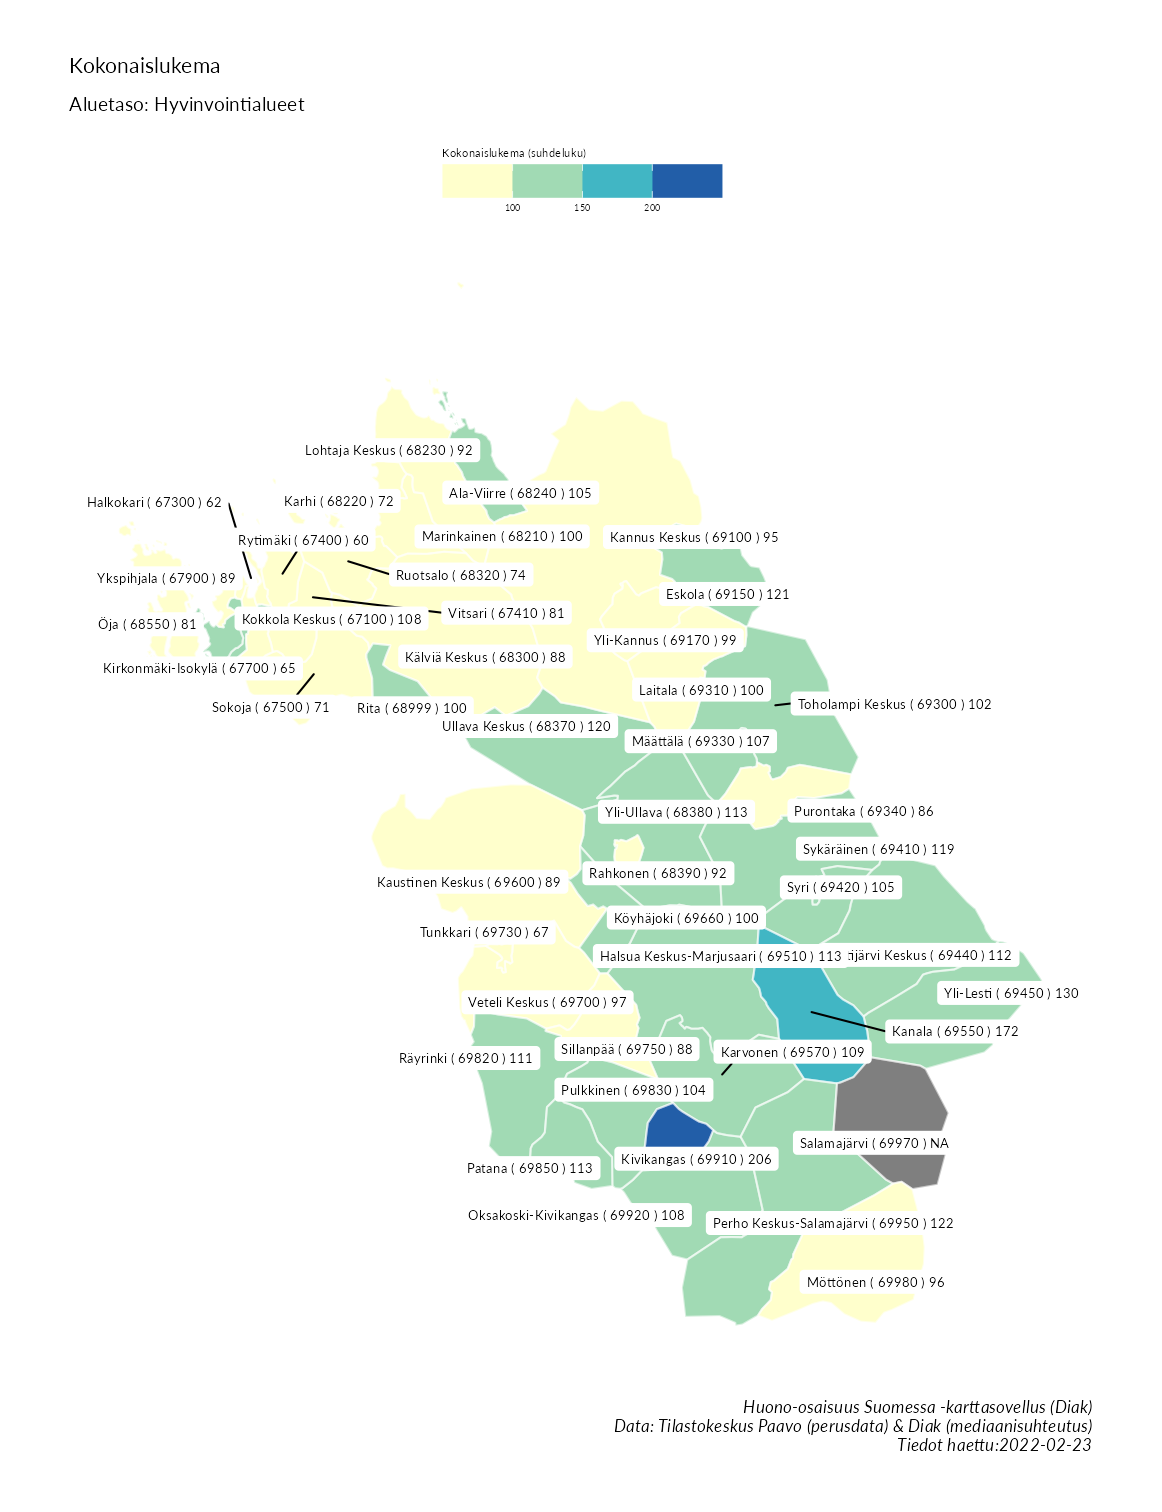 Kokonaislukema
Aluetaso: Hyvinvointialueet
Kokonaislukema (suhdeluku)
100 150 200
Lohtaja Keskus ( 68230 ) 92
Ala-Viirre ( 68240 ) 105
Halkokari ( 67300 ) 62
Karhi ( 68220 ) 72
Marinkainen ( 68210 ) 100
Kannus Keskus ( 69100 ) 95
Rytimäki ( 67400 ) 60
Ykspihjala ( 67900 ) 89
Ruotsalo ( 68320 ) 74
Eskola ( 69150 ) 121
Vitsari ( 67410 ) 81
Öja ( 68550 ) 81
Kokkola Keskus ( 67100 ) 108
Yli-Kannus ( 69170 ) 99
Kälviä Keskus ( 68300 ) 88
Kirkonmäki-Isokylä ( 67700 ) 65
Laitala ( 69310 ) 100
Toholampi Keskus ( 69300 ) 102
Sokoja ( 67500 ) 71
Rita ( 68999 ) 100
Ullava Keskus ( 68370 ) 120
Määttälä ( 69330 ) 107
Yli-Ullava ( 68380 ) 113
Purontaka ( 69340 ) 86
Sykäräinen ( 69410 ) 119
Rahkonen ( 68390 ) 92
Kaustinen Keskus ( 69600 ) 89
Syri ( 69420 ) 105
Köyhäjoki ( 69660 ) 100
Tunkkari ( 69730 ) 67
Halsua Keskus-Marjusaari ( 69510 ) 113
ijärvi Keskus ( 69440 ) 112
Yli-Lesti ( 69450 ) 130
Veteli Keskus ( 69700 ) 97
Kanala ( 69550 ) 172
Sillanpää ( 69750 ) 88
Karvonen ( 69570 ) 109
Räyrinki ( 69820 ) 111
Pulkkinen ( 69830 ) 104
Salamajärvi ( 69970 ) NA
Kivikangas ( 69910 ) 206
Patana ( 69850 ) 113
Oksakoski-Kivikangas ( 69920 ) 108
Perho Keskus-Salamajärvi ( 69950 ) 122
Möttönen ( 69980 ) 96
Huono-osaisuus Suomessa -karttasovellus (Diak)
Data: Tilastokeskus Paavo (perusdata) & Diak (mediaanisuhteutus)
Tiedot haettu:2022-02-23